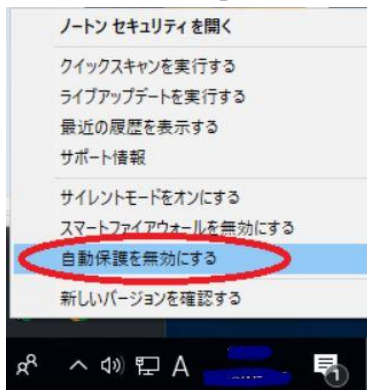 ノートン セキュリティを開く
クイックスキャンを実行する
ライブアップデートを実行する
最近の履歴を表示する
サポート情報
サイレントモードをオンにする
スマートファイアウォールを無効にする
自動保護を無効にする
新しいバージョンを確認する
A
1